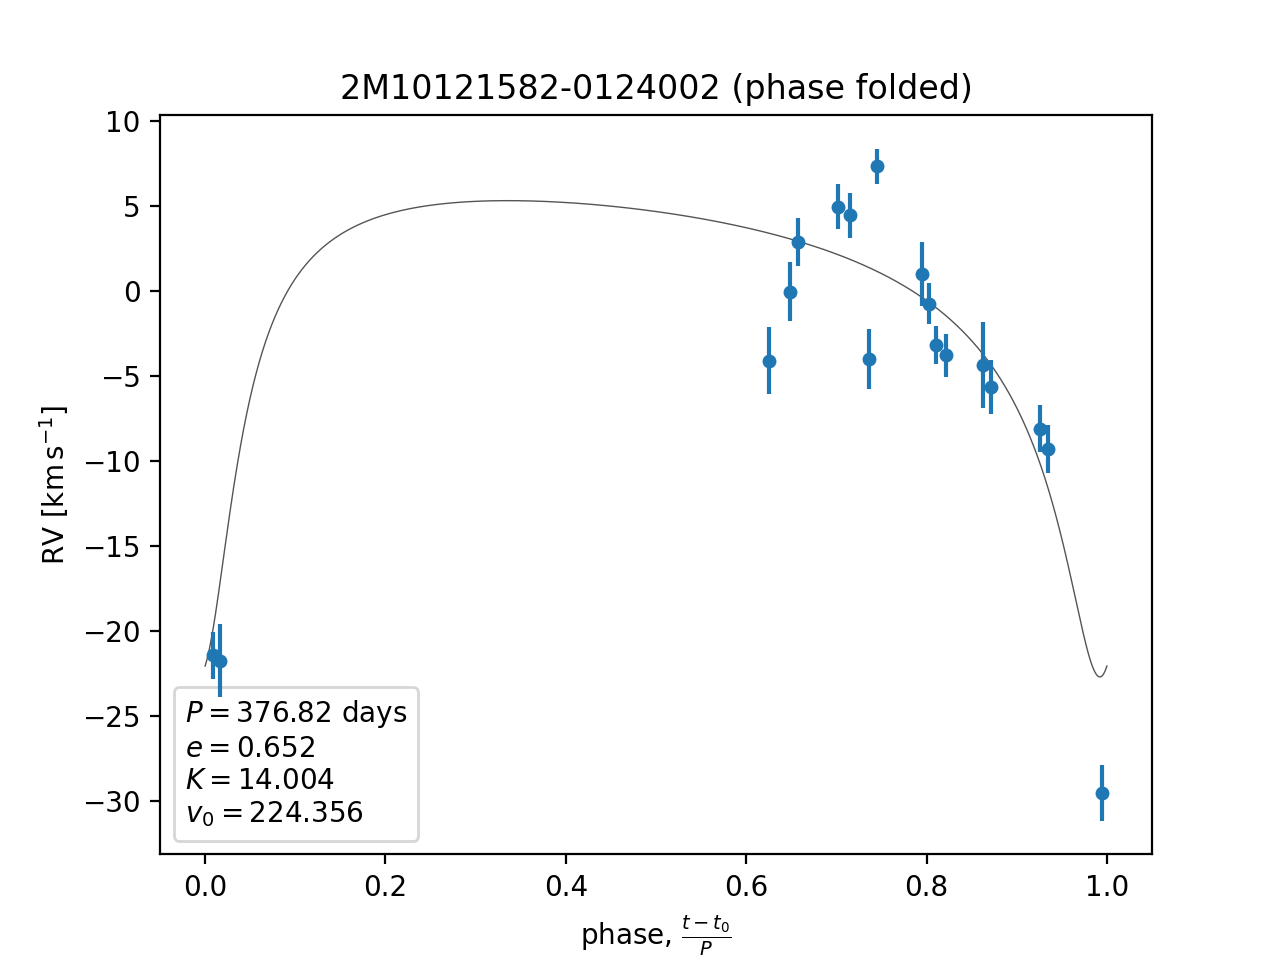 2M10121582-0124002 (phase folded)
RV [km s⁻¹]
10
5
0
−5
−10
−15
−20
−25
−30
P = 376.82 days
e = 0.652
K = 14.004
v₀ = 224.356
0.0 0.2 0.4 0.6 0.8 1.0
phase, (t − t₀)/P